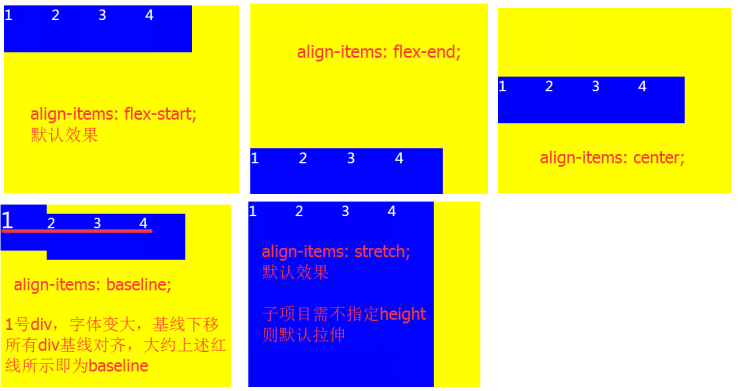 1 2 3 4
align-items: flex-start;
默认效果
align-items: flex-end;
1 2 3 4
1 2 3 4
align-items: center;
1 2 3 4
align-items: baseline;
1号div，字体变大，基线下移
所有div基线对齐，大约上述红
线所示即为baseline
1 2 3 4
align-items: stretch;
默认效果
子项目需不指定height
则默认拉伸